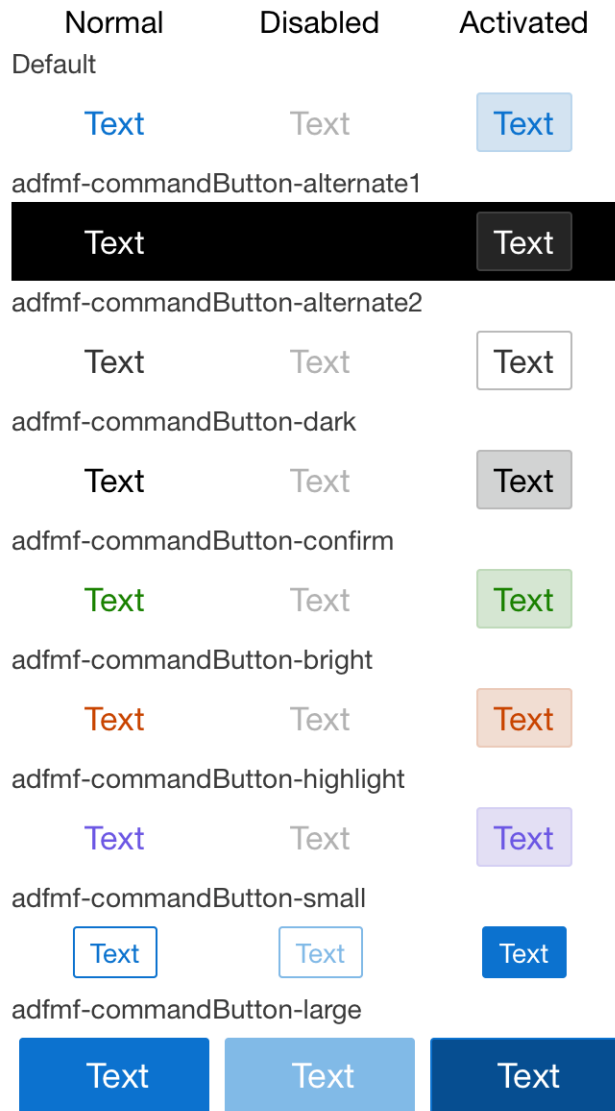 Normal Disabled Activated
Default
Text Text Text
adfmf-commandButton-alternate1
Text Text
adfmf-commandButton-alternate2
Text Text Text
adfmf-commandButton-dark
Text Text Text
adfmf-commandButton-confirm
Text Text Text
adfmf-commandButton-bright
Text Text Text
adfmf-commandButton-highlight
Text Text Text
adfmf-commandButton-small
Text Text Text
adfmf-commandButton-large
Text Text Text